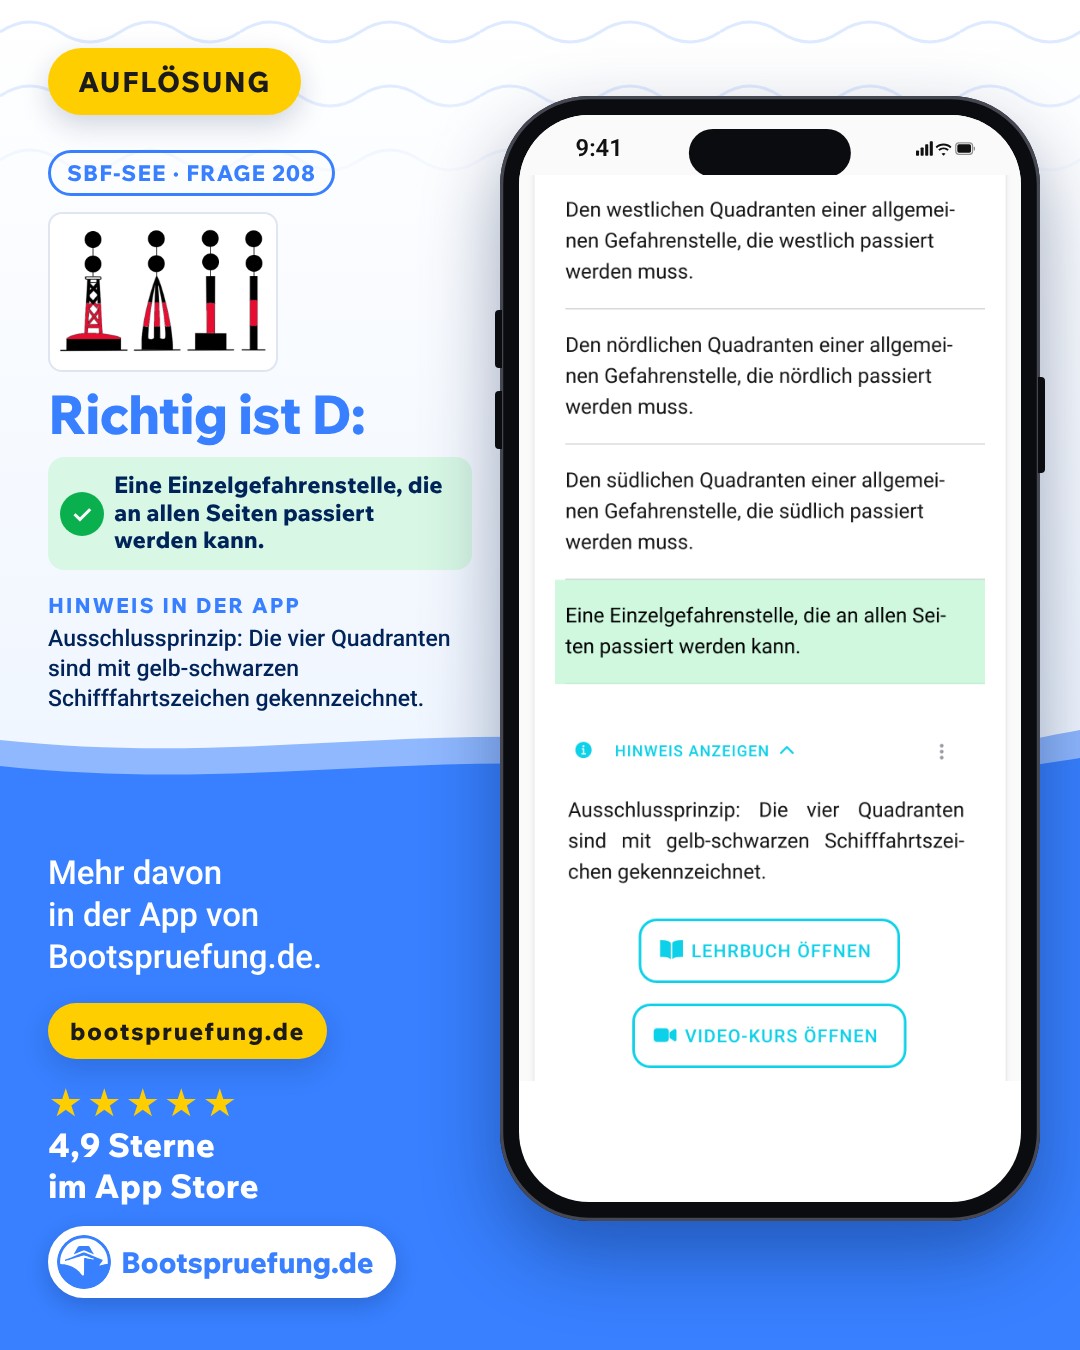 AUFLÖSUNG
SBF-SEE · FRAGE 208
Richtig ist D:
Eine Einzelgefahrenstelle, die
an allen Seiten passiert
werden kann.
HINWEIS IN DER APP
Ausschlussprinzip: Die vier Quadranten
sind mit gelb-schwarzen
Schifffahrtszeichen gekennzeichnet.
Mehr davon
in der App von
Bootspruefung.de.
bootspruefung.de
4,9 Sterne
im App Store
Bootspruefung.de
9:41
Den westlichen Quadranten einer allgemei-
nen Gefahrenstelle, die westlich passiert
werden muss.
Den nördlichen Quadranten einer allgemei-
nen Gefahrenstelle, die nördlich passiert
werden muss.
Den südlichen Quadranten einer allgemei-
nen Gefahrenstelle, die südlich passiert
werden muss.
Eine Einzelgefahrenstelle, die an allen Sei-
ten passiert werden kann.
HINWEIS ANZEIGEN
Ausschlussprinzip: Die vier Quadranten
sind mit gelb-schwarzen Schifffahrtszei-
chen gekennzeichnet.
LEHRBUCH ÖFFNEN
VIDEO-KURS ÖFFNEN